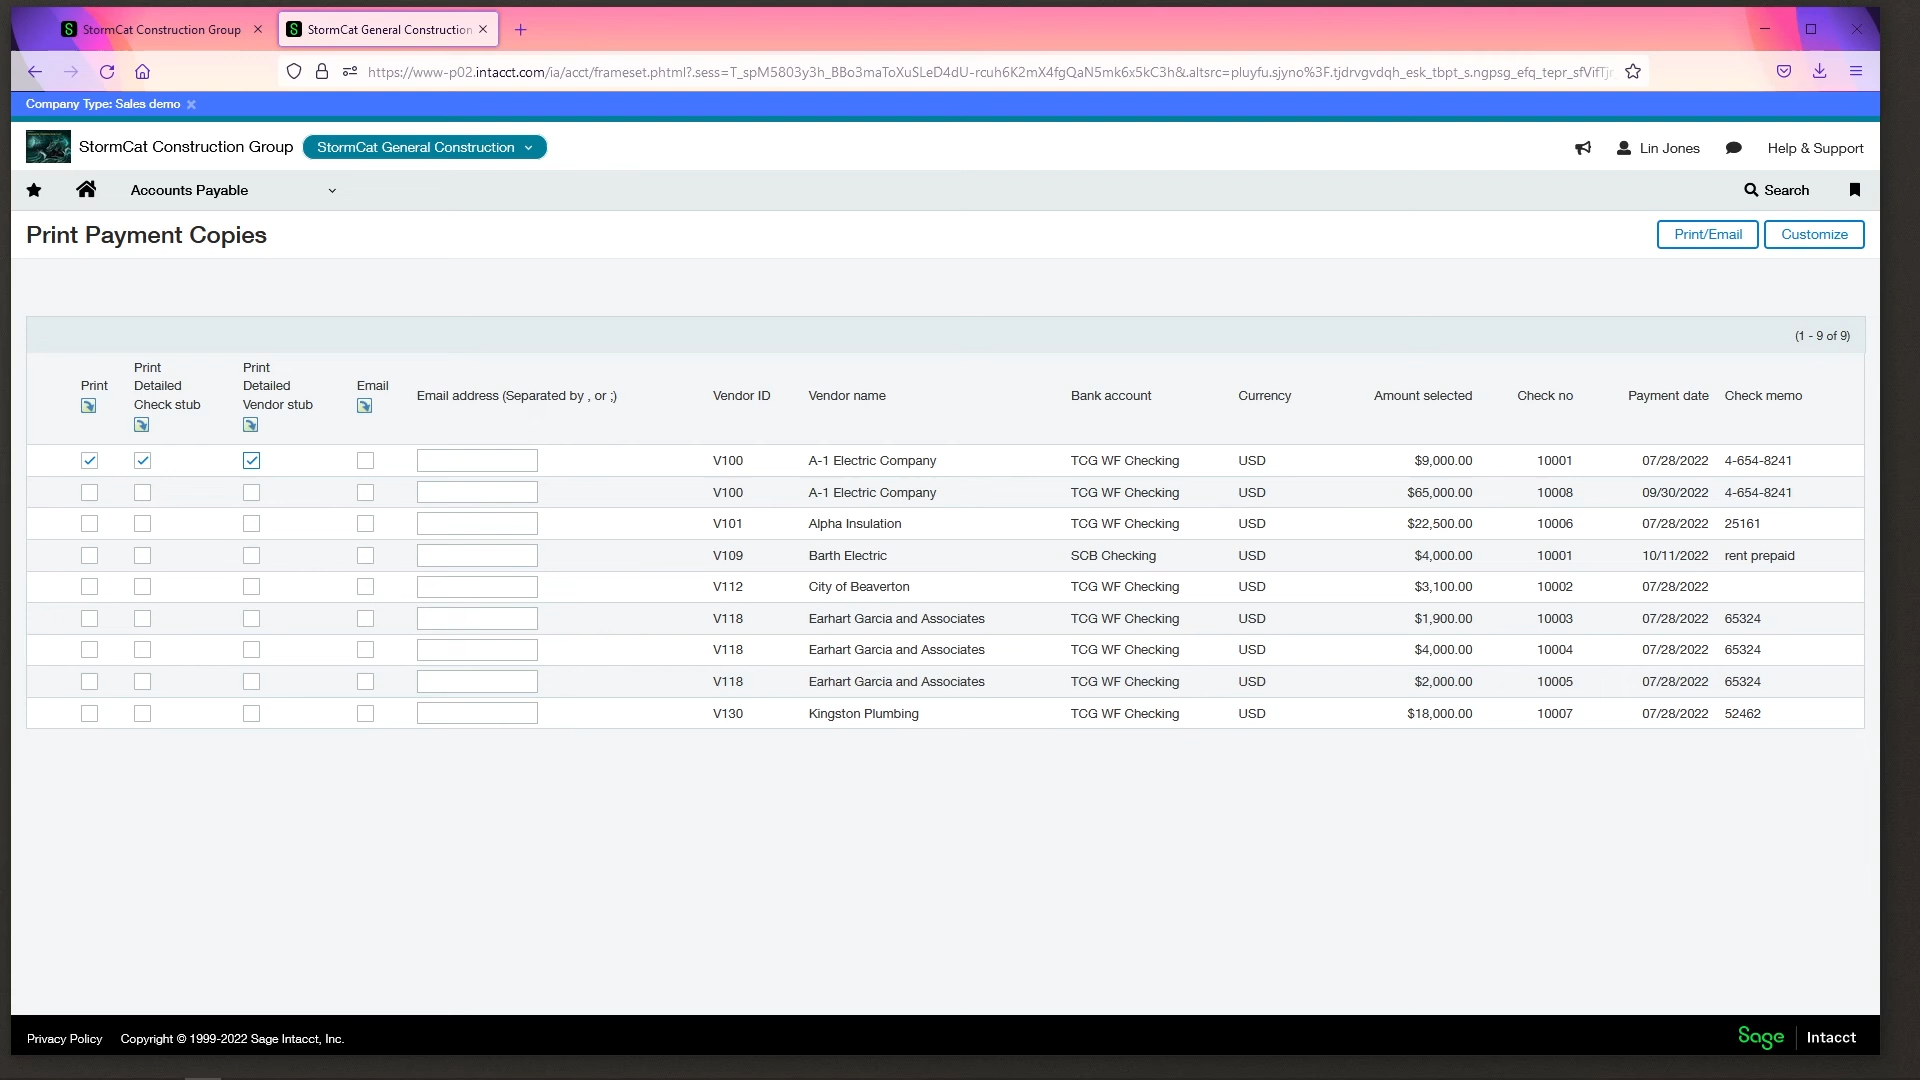 StormCat Construction Group
StormCat General Construction
https://www-p02.intacct.com/ia/acct/frameset.phtml?.sess=T_spM5803y3h_BBo3maToXuSLeD4dU-rcuh6K2mX4fgQaN5mk6x5kC3h&.altsrc=pluyfu.sjyno%3F.tjdrvgvdqh_esk_tbpt_s.ngpsg_efq_tepr_sfVifTjr
Company Type: Sales demo
StormCat Construction Group StormCat General Construction Lin Jones Help & Support
Accounts Payable Search
Print Payment Copies Print/Email Customize
(1 - 9 of 9)
Print Print Detailed Check stub Print Detailed Vendor stub Email Email address (Separated by , or ;) Vendor ID Vendor name Bank account Currency Amount selected Check no Payment date Check memo
V100 A-1 Electric Company TCG WF Checking USD $9,000.00 10001 07/28/2022 4-654-8241
V100 A-1 Electric Company TCG WF Checking USD $65,000.00 10008 09/30/2022 4-654-8241
V101 Alpha Insulation TCG WF Checking USD $22,500.00 10006 07/28/2022 25161
V109 Barth Electric SCB Checking USD $4,000.00 10001 10/11/2022 rent prepaid
V112 City of Beaverton TCG WF Checking USD $3,100.00 10002 07/28/2022
V118 Earhart Garcia and Associates TCG WF Checking USD $1,900.00 10003 07/28/2022 65324
V118 Earhart Garcia and Associates TCG WF Checking USD $4,000.00 10004 07/28/2022 65324
V118 Earhart Garcia and Associates TCG WF Checking USD $2,000.00 10005 07/28/2022 65324
V130 Kingston Plumbing TCG WF Checking USD $18,000.00 10007 07/28/2022 52462
Privacy Policy Copyright © 1999-2022 Sage Intacct, Inc. Sage Intacct